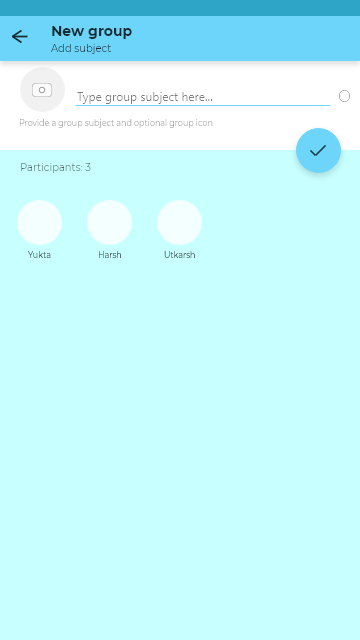 New group
Add subject
Type group subject here...
Provide a group subject and optional group icon
Participants: 3
Yukta Harsh Utkarsh